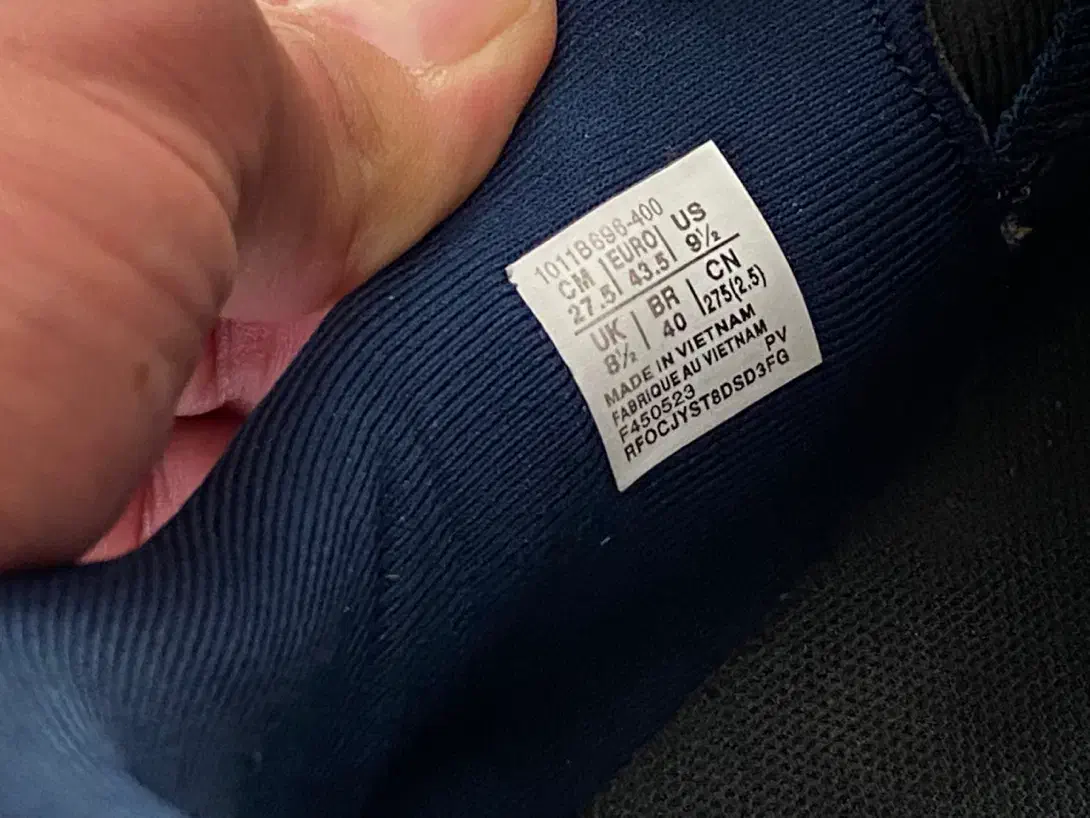 1011B698-400
CM | EURO | US
27.5 | 43.5 | 9½
UK | BR | CN
8½ | 40 | 275(2.5)
MADE IN VIETNAM
FABRIQUE AU VIETNAM
F450523 PV
RFOCJYST8DSD3FG